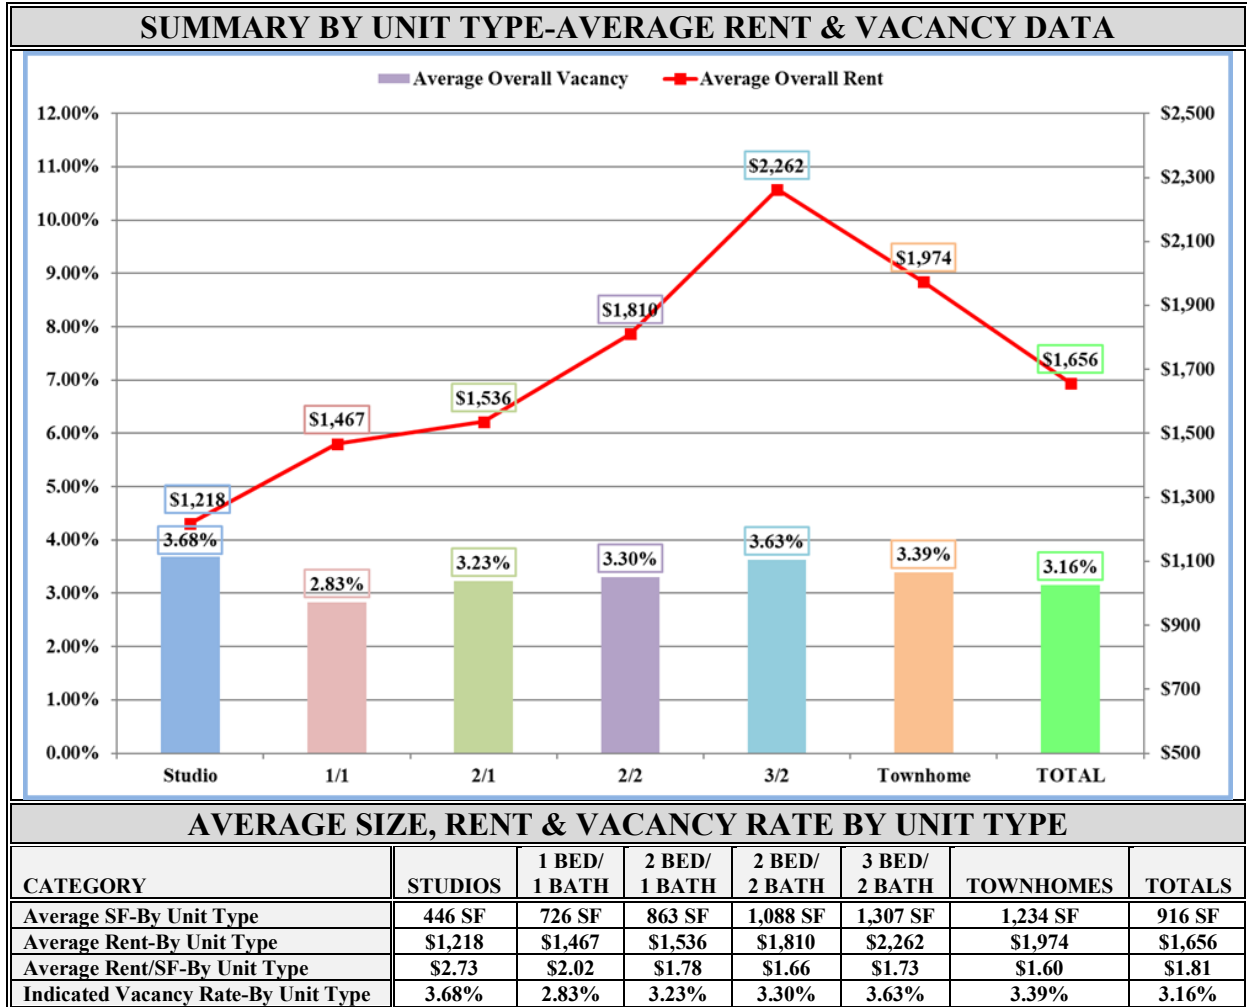 SUMMARY BY UNIT TYPE-AVERAGE RENT & VACANCY DATA
Average Overall Vacancy Average Overall Rent
12.00% $2,500
11.00% $2,262 $2,300
10.00% $2,100
9.00% $1,974 $1,900
8.00% $1,810
7.00% $1,656 $1,700
6.00% $1,467 $1,536 $1,500
5.00% $1,218 $1,300
4.00% 3.68% 2.83% 3.23% 3.30% 3.63% 3.39% 3.16% $1,100
3.00% $900
2.00% $700
1.00%
0.00% $500
Studio 1/1 2/1 2/2 3/2 Townhome TOTAL
AVERAGE SIZE, RENT & VACANCY RATE BY UNIT TYPE
1 BED/ 2 BED/ 2 BED/ 3 BED/
CATEGORY STUDIOS 1 BATH 1 BATH 2 BATH 2 BATH TOWNHOMES TOTALS
Average SF-By Unit Type 446 SF 726 SF 863 SF 1,088 SF 1,307 SF 1,234 SF 916 SF
Average Rent-By Unit Type $1,218 $1,467 $1,536 $1,810 $2,262 $1,974 $1,656
Average Rent/SF-By Unit Type $2.73 $2.02 $1.78 $1.66 $1.73 $1.60 $1.81
Indicated Vacancy Rate-By Unit Type 3.68% 2.83% 3.23% 3.30% 3.63% 3.39% 3.16%